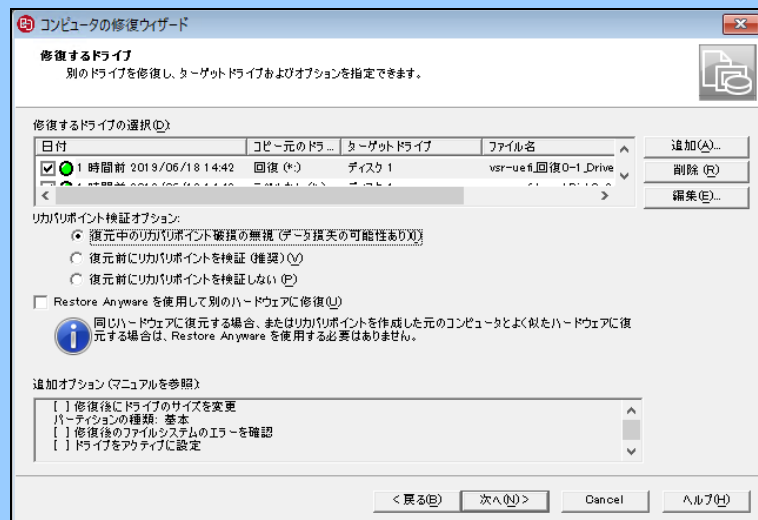 コンピュータの修復ウィザード
修復するドライブ
別のドライブを修復し、ターゲットドライブおよびオプションを指定できます。
修復するドライブの選択(D):
日付 コピー元のドラ... ターゲットドライブ ファイル名
1 時間前 2019/06/18 14:42 回復 (*:) ディスク 1 vsr-uefi_回復0-1_Drive
追加(A)...
削除 (R)
編集(E)...
リカバリポイント検証オプション:
復元中のリカバリポイント破損の無視 (データ損失の可能性あり)(I)
復元前にリカバリポイントを検証 (推奨) (V)
復元前にリカバリポイントを検証しない (P)
Restore Anyware を使用して別のハードウェアに修復(U)
同じハードウェアに復元する場合、またはリカバリポイントを作成した元のコンピュータとよく似たハードウェアに復
元する場合は、Restore Anyware を使用する必要はありません。
追加オプション (マニュアルを参照):
[ ] 修復後にドライブのサイズを変更
パーティションの種類: 基本
[ ] 修復後のファイルシステムのエラーを確認
[ ] ドライブをアクティブに設定
< 戻る(B) 次へ(N) > Cancel ヘルプ(H)